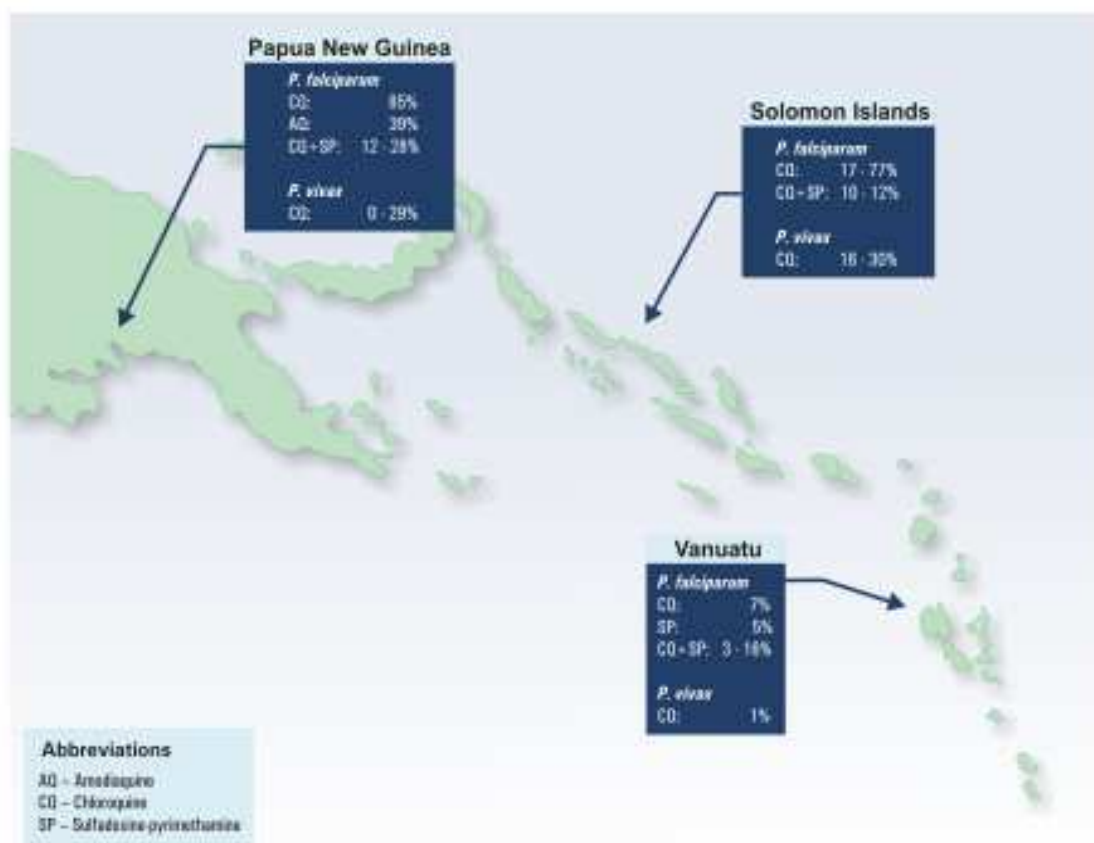 Papua New Guinea
P. falciparum
CQ: 65%
AQ: 39%
CQ+SP: 12 - 28%
P. vivax
CQ: 0 - 29%
Solomon Islands
P. falciparum
CQ: 17 - 77%
CQ+SP: 10 - 12%
P. vivax
CQ: 16 - 30%
Vanuatu
P. falciparum
CQ: 7%
SP: 5%
CQ+SP: 3 - 16%
P. vivax
CQ: 1%
Abbreviations
AQ – Amodiaquine
CQ – Chloroquine
SP – Sulfadoxine-pyrimethamine